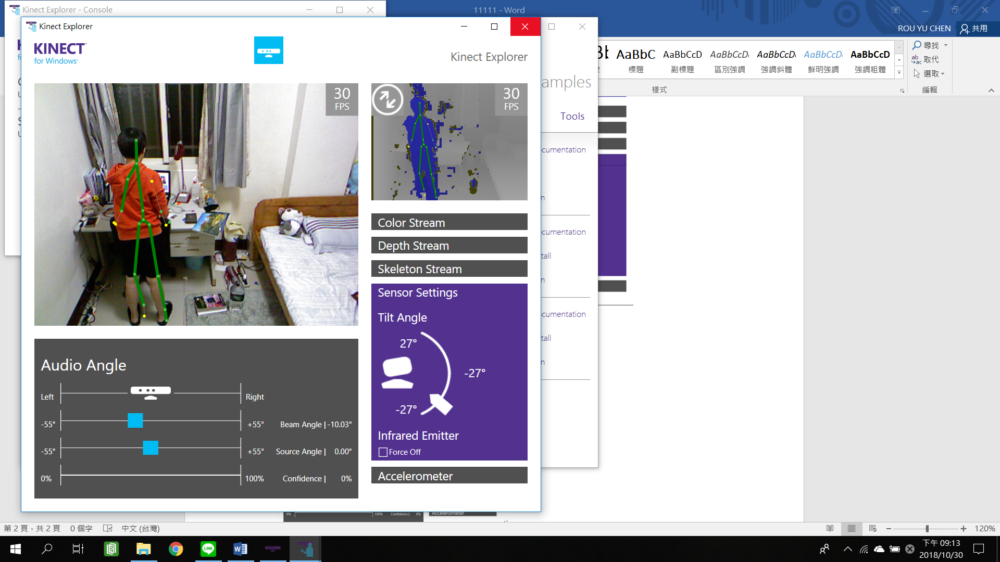 Kinect Explorer - Console
11111 - Word
ROU YU CHEN
共用
Kinect Explorer
KINECT
for Windows
Kinect Explorer
AaBbC
AaBbCcD
AaBbCcD
AaBbCcD
AaBbCcD
AaBbCcD
標題
副標題
區別強調
強調斜體
鮮明強調
強調粗體
樣式
尋找
取代
選取
編輯
amples
Tools
30
FPS
30
FPS
cumentation
n
cumentation
tall
n
cumentation
tall
n
Color Stream
Depth Stream
Skeleton Stream
Sensor Settings
Tilt Angle
27°
-27°
-27°
Infrared Emitter
Force Off
Accelerometer
Audio Angle
Left
Right
-55°
+55°
Beam Angle | -10.03°
-55°
+55°
Source Angle | 0.00°
0%
100%
Confidence | 0%
0%
100%
Confidence | 0%
Accelerometer
第 2 頁，共 2 頁
0 個字
中文 (台灣)
120%
LINE
下午 09:13
2018/10/30